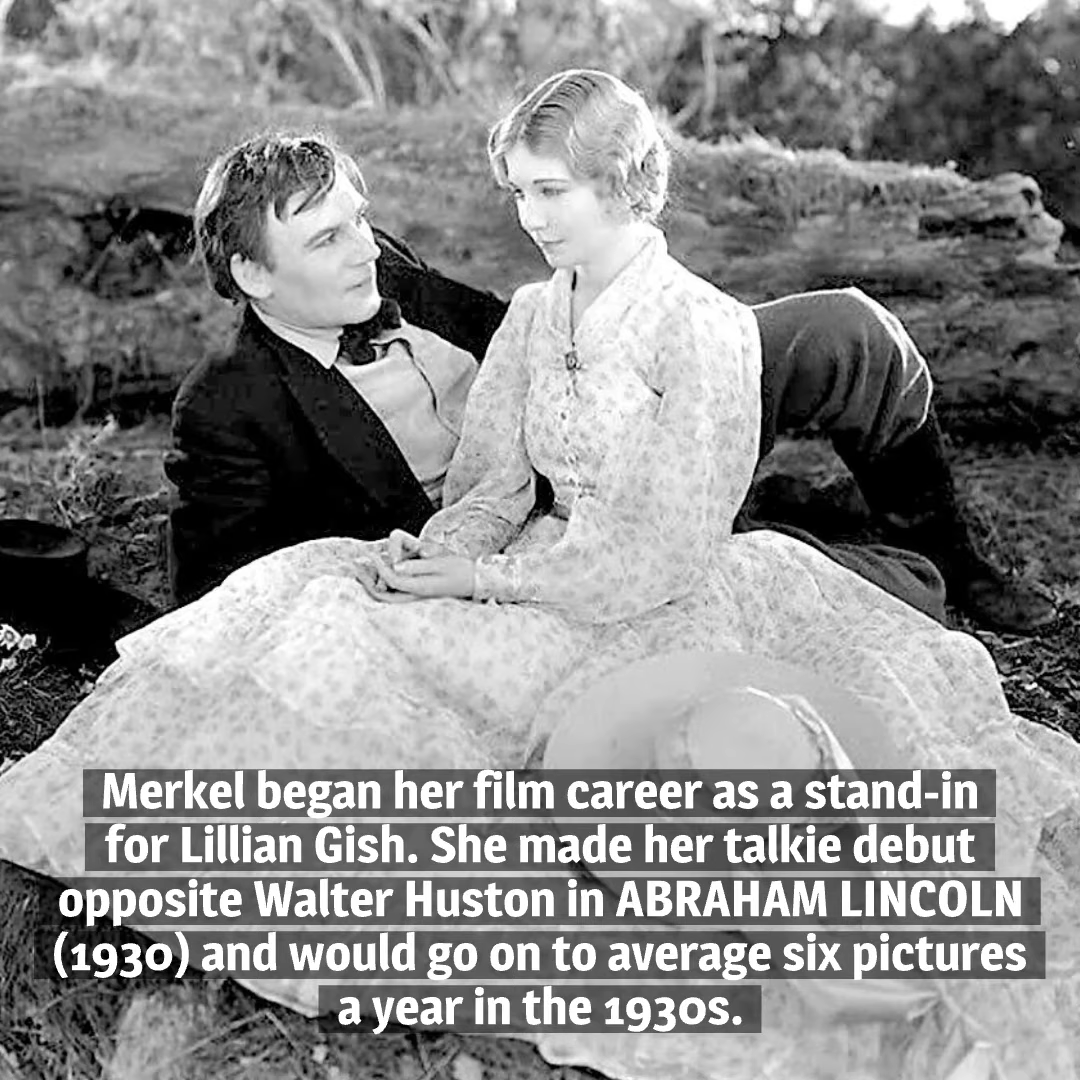 Merkel began her film career as a stand-in
for Lillian Gish. She made her talkie debut
opposite Walter Huston in ABRAHAM LINCOLN
(1930) and would go on to average six pictures
a year in the 1930s.